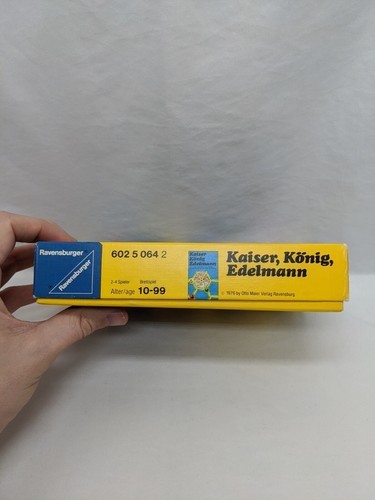 Ravensburger
Ravensburger
602 5 064 2
2-4 Spieler Brettspiel
Alter/age 10-99
Kaiser
König
Edelmann
Kaiser, König,
Edelmann
by Otto Maier Verlag Ravensburg